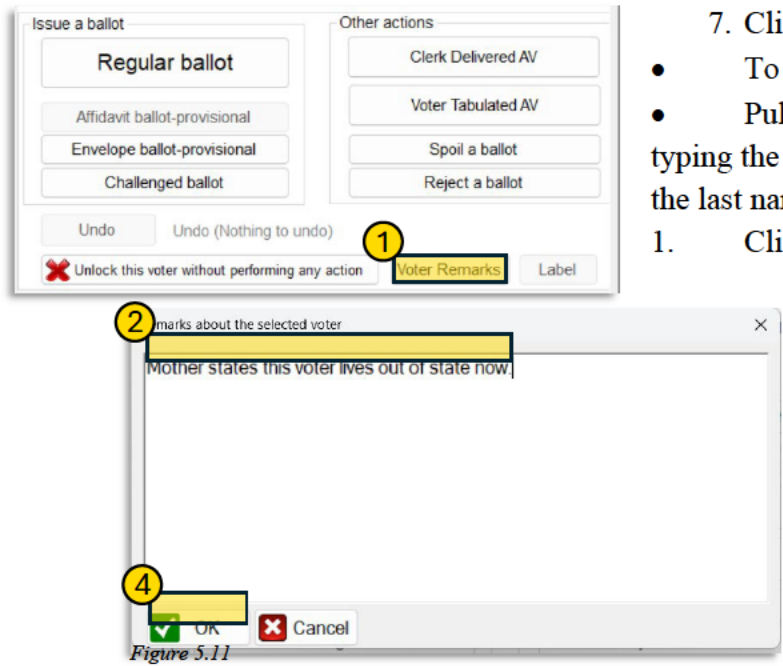 Issue a ballot
Regular ballot
Affidavit ballot-provisional
Envelope ballot-provisional
Challenged ballot
Other actions
Clerk Delivered AV
Voter Tabulated AV
Spoil a ballot
Reject a ballot
Undo Undo (Nothing to undo)
1
Unlock this voter without performing any action Voter Remarks Label
7. Cli
• To
• Pul
typing the
the last nar
1. Cli
2
marks about the selected voter
Mother states this voter lives out of state now.
4
OK Cancel
Figure 5.11